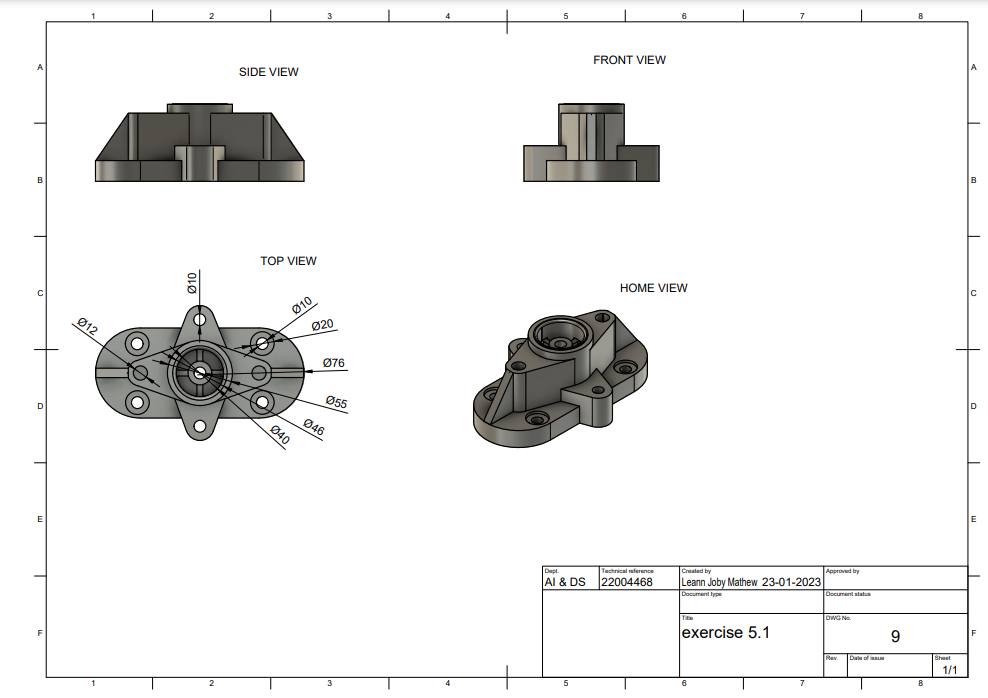 1 2 3 4 5 6 7 8
A A
SIDE VIEW
FRONT VIEW
B B
TOP VIEW
HOME VIEW
C C
Ø10
Ø10
Ø12
Ø20
Ø76
Ø55
Ø46
Ø40
D D
E E
Dept.
AI & DS
Technical reference
22004468
Created by
Leann Joby Mathew 23-01-2023
Approved by
Document type
Document status
Title
exercise 5.1
DWG No.
9
Rev.
Date of issue
Sheet
1/1
F F
1 2 3 4 5 6 7 8